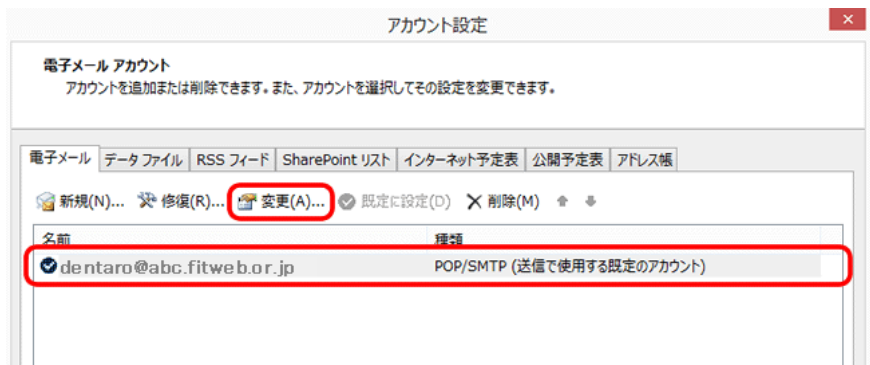 アカウント設定
電子メール アカウント
アカウントを追加または削除できます。また、アカウントを選択してその設定を変更できます。
電子メール データ ファイル RSS フィード SharePoint リスト インターネット予定表 公開予定表 アドレス帳
新規(N)... 修復(R)... 変更(A)... 既定に設定(D) 削除(M)
名前 種類
dentaro@abc.fitweb.or.jp POP/SMTP (送信で使用する既定のアカウント)